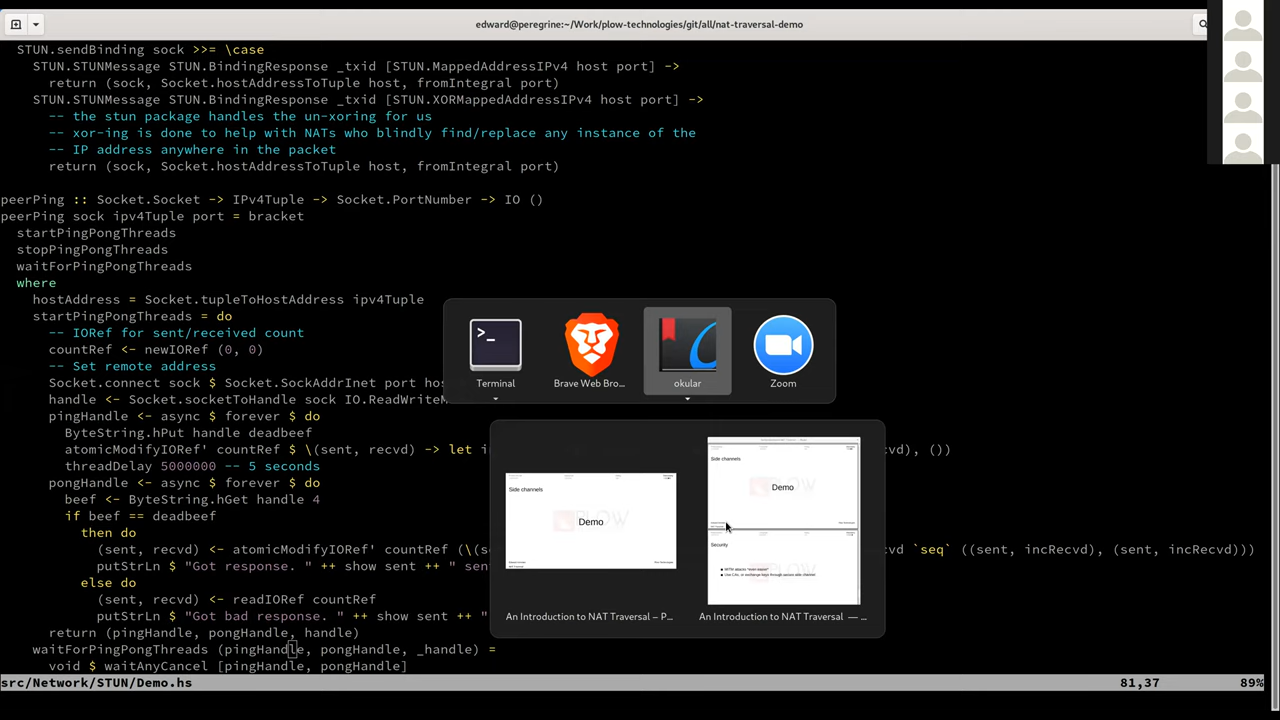 edward@peregrine:~/Work/plow-technologies/git/all/nat-traversal-demo
STUN.sendBinding sock >>= \case
STUN.STUNMessage STUN.BindingResponse _txid [STUN.MappedAddressIPv4 host port] ->
return (sock, Socket.hostAddressToTuple host, fromIntegral port)
STUN.STUNMessage STUN.BindingResponse _txid [STUN.XORMappedAddressIPv4 host port] ->
-- the stun package handles the un-xoring for us
-- xor-ing is done to help with NATs who blindly find/replace any instance of the
-- IP address anywhere in the packet
return (sock, Socket.hostAddressToTuple host, fromIntegral port)
peerPing :: Socket.Socket -> IPv4Tuple -> Socket.PortNumber -> IO ()
peerPing sock ipv4Tuple port = bracket
startPingPongThreads
stopPingPongThreads
waitForPingPongThreads
where
hostAddress = Socket.tupleToHostAddress ipv4Tuple
startPingPongThreads = do
-- IORef for sent/received count
countRef <- newIORef (0, 0)
-- Set remote address
Socket.connect sock $ Socket.SockAddrInet port hos
handle <- Socket.socketToHandle sock IO.ReadWriteM
pingHandle <- async $ forever $ do
ByteString.hPut handle deadbeef
atomicModifyIORef' countRef $ \(sent, recvd) -> let i vd), ())
threadDelay 5000000 -- 5 seconds
pongHandle <- async $ forever $ do
beef <- ByteString.hGet handle 4
if beef == deadbeef
then do
(sent, recvd) <- atomicModifyIORef' countRef (\(s cvd `seq` ((sent, incRecvd), (sent, incRecvd)))
putStrLn $ "Got response. " ++ show sent ++ " sen
else do
(sent, recvd) <- readIORef countRef
putStrLn $ "Got bad response. " ++ show sent ++ "
return (pingHandle, pongHandle, handle)
waitForPingPongThreads (pingHandle, pongHandle, _handle) =
void $ waitAnyCancel [pingHandle, pongHandle]
src/Network/STUN/Demo.hs 81,37 89%
Terminal
Brave Web Bro...
okular
Zoom
Side channels
Demo
An Introduction to NAT Traversal – P...
Side channels
Demo
Security
An Introduction to NAT Traversal — ...